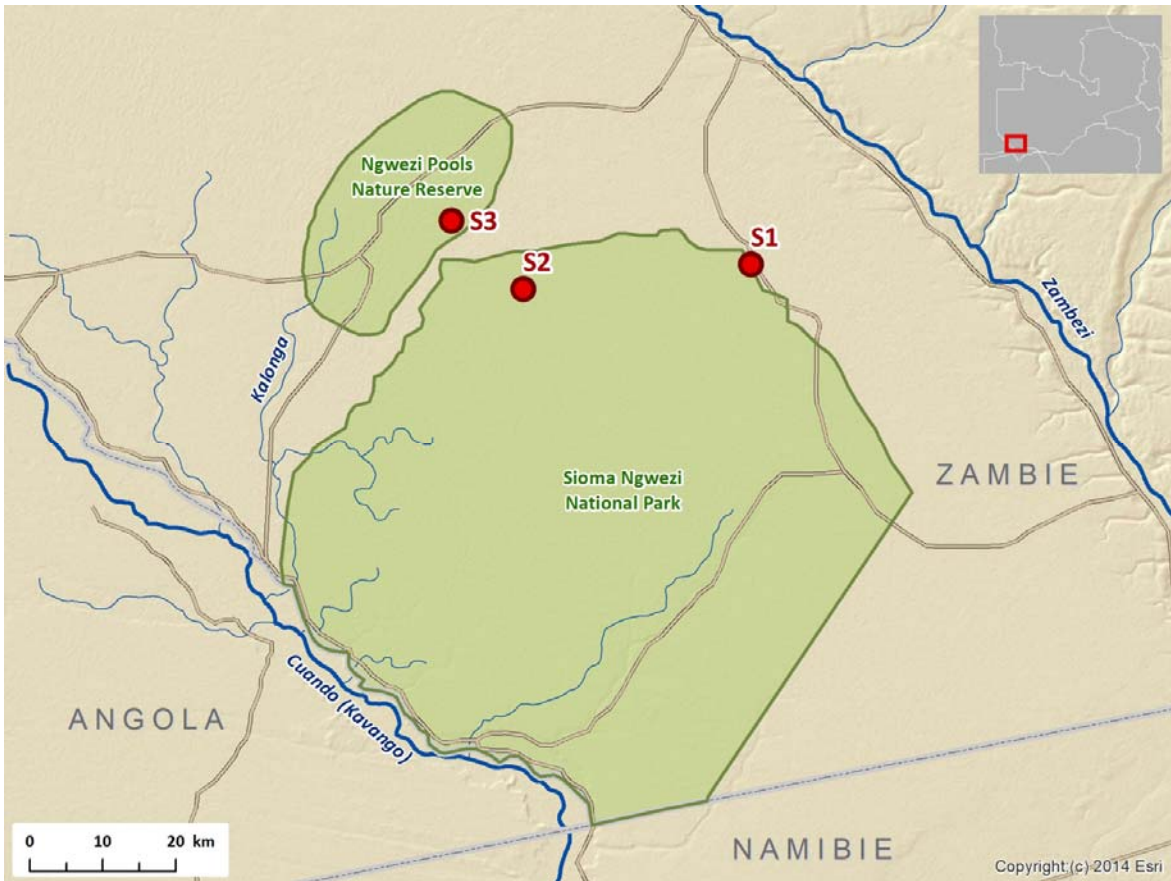 Ngwezi Pools
Nature Reserve
S3
S1
S2
Zambezi
Kalonga
Sioma Ngwezi
National Park
ZAMBIE
Cuando (Kavango)
ANGOLA
NAMIBIE
0 10 20 km
Copyright:(c) 2014 Esri